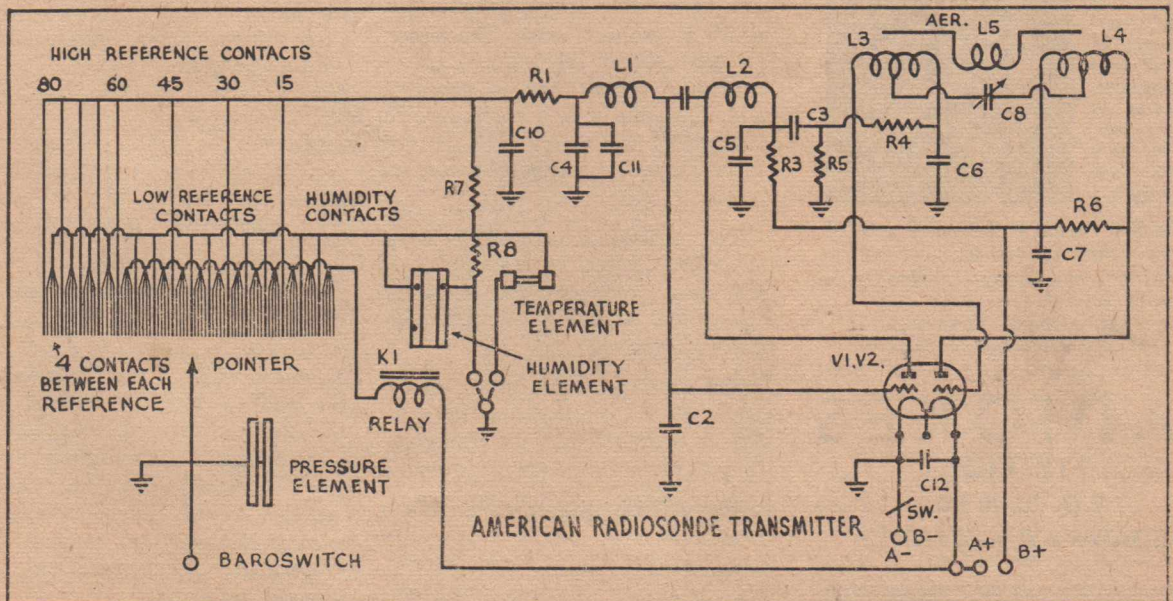 HIGH REFERENCE CONTACTS
80 60 45 30 15
R1
L1
L2
L3
AER.
L5
L4
C10
C4
C11
C5
C3
R3
R5
R4
C8
C6
R7
LOW REFERENCE
CONTACTS
HUMIDITY
CONTACTS
R8
R6
C7
TEMPERATURE
ELEMENT
4 CONTACTS
BETWEEN EACH
REFERENCE
POINTER
K1
RELAY
HUMIDITY
ELEMENT
V1.V2.
C2
PRESSURE
ELEMENT
C12
SW.
AMERICAN RADIOSONDE TRANSMITTER
BAROSWITCH
B-
A-
A+
B+